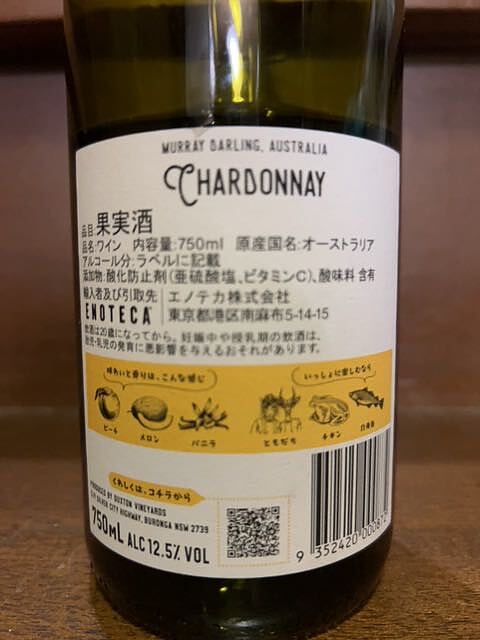 MURRAY DARLING, AUSTRALIA
CHARDONNAY
品目:果実酒
品名:ワイン 内容量:750ml 原産国名:オーストラリア
アルコール分:ラベルに記載
添加物:酸化防止剤(亜硫酸塩、ビタミンC)、酸味料 含有
輸入者及び引取先 エノテカ株式会社
ENOTECA 東京都港区南麻布5-14-15
飲酒は20歳になってから。妊娠中や授乳期の飲酒は、
胎児・乳児の発育に悪影響を与えるおそれがあります。
味わいと香りは、こんな感じ
いっしょに楽しむなら
ピーチ メロン バニラ ともだち チキン 白身魚
くわしくは、コチラから
PRODUCED BY BUXTON VINEYARDS
SILVER CITY HIGHWAY, BURONGA NSW 2739
750ML ALC 12.5% VOL
9 352420 000872